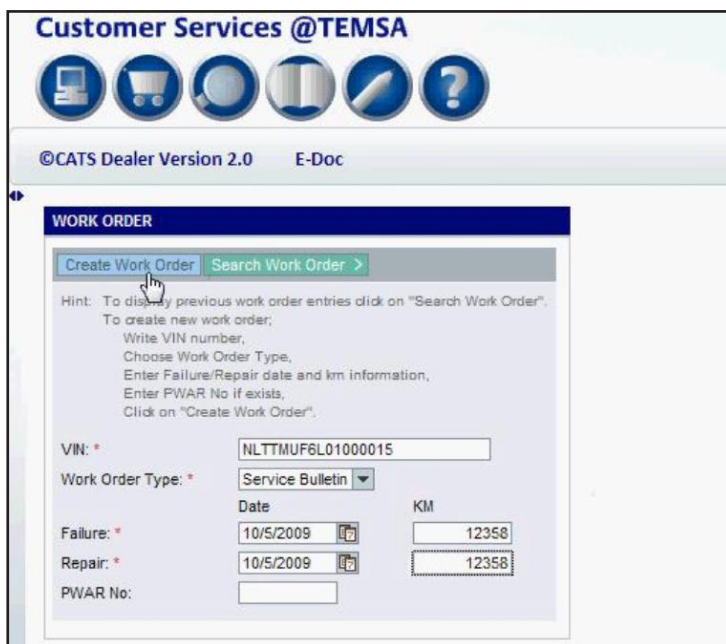 Customer Services @TEMSA
?
©CATS Dealer Version 2.0 E-Doc
WORK ORDER
Create Work Order Search Work Order >
Hint: To display previous work order entries click on "Search Work Order".
To create new work order;
Write VIN number,
Choose Work Order Type,
Enter Failure/Repair date and km information,
Enter PWAR No if exists,
Click on "Create Work Order".
VIN: * NLTTMUF6L01000015
Work Order Type: * Service Bulletin
Date KM
Failure: * 10/5/2009 12358
Repair: * 10/5/2009 12358
PWAR No: